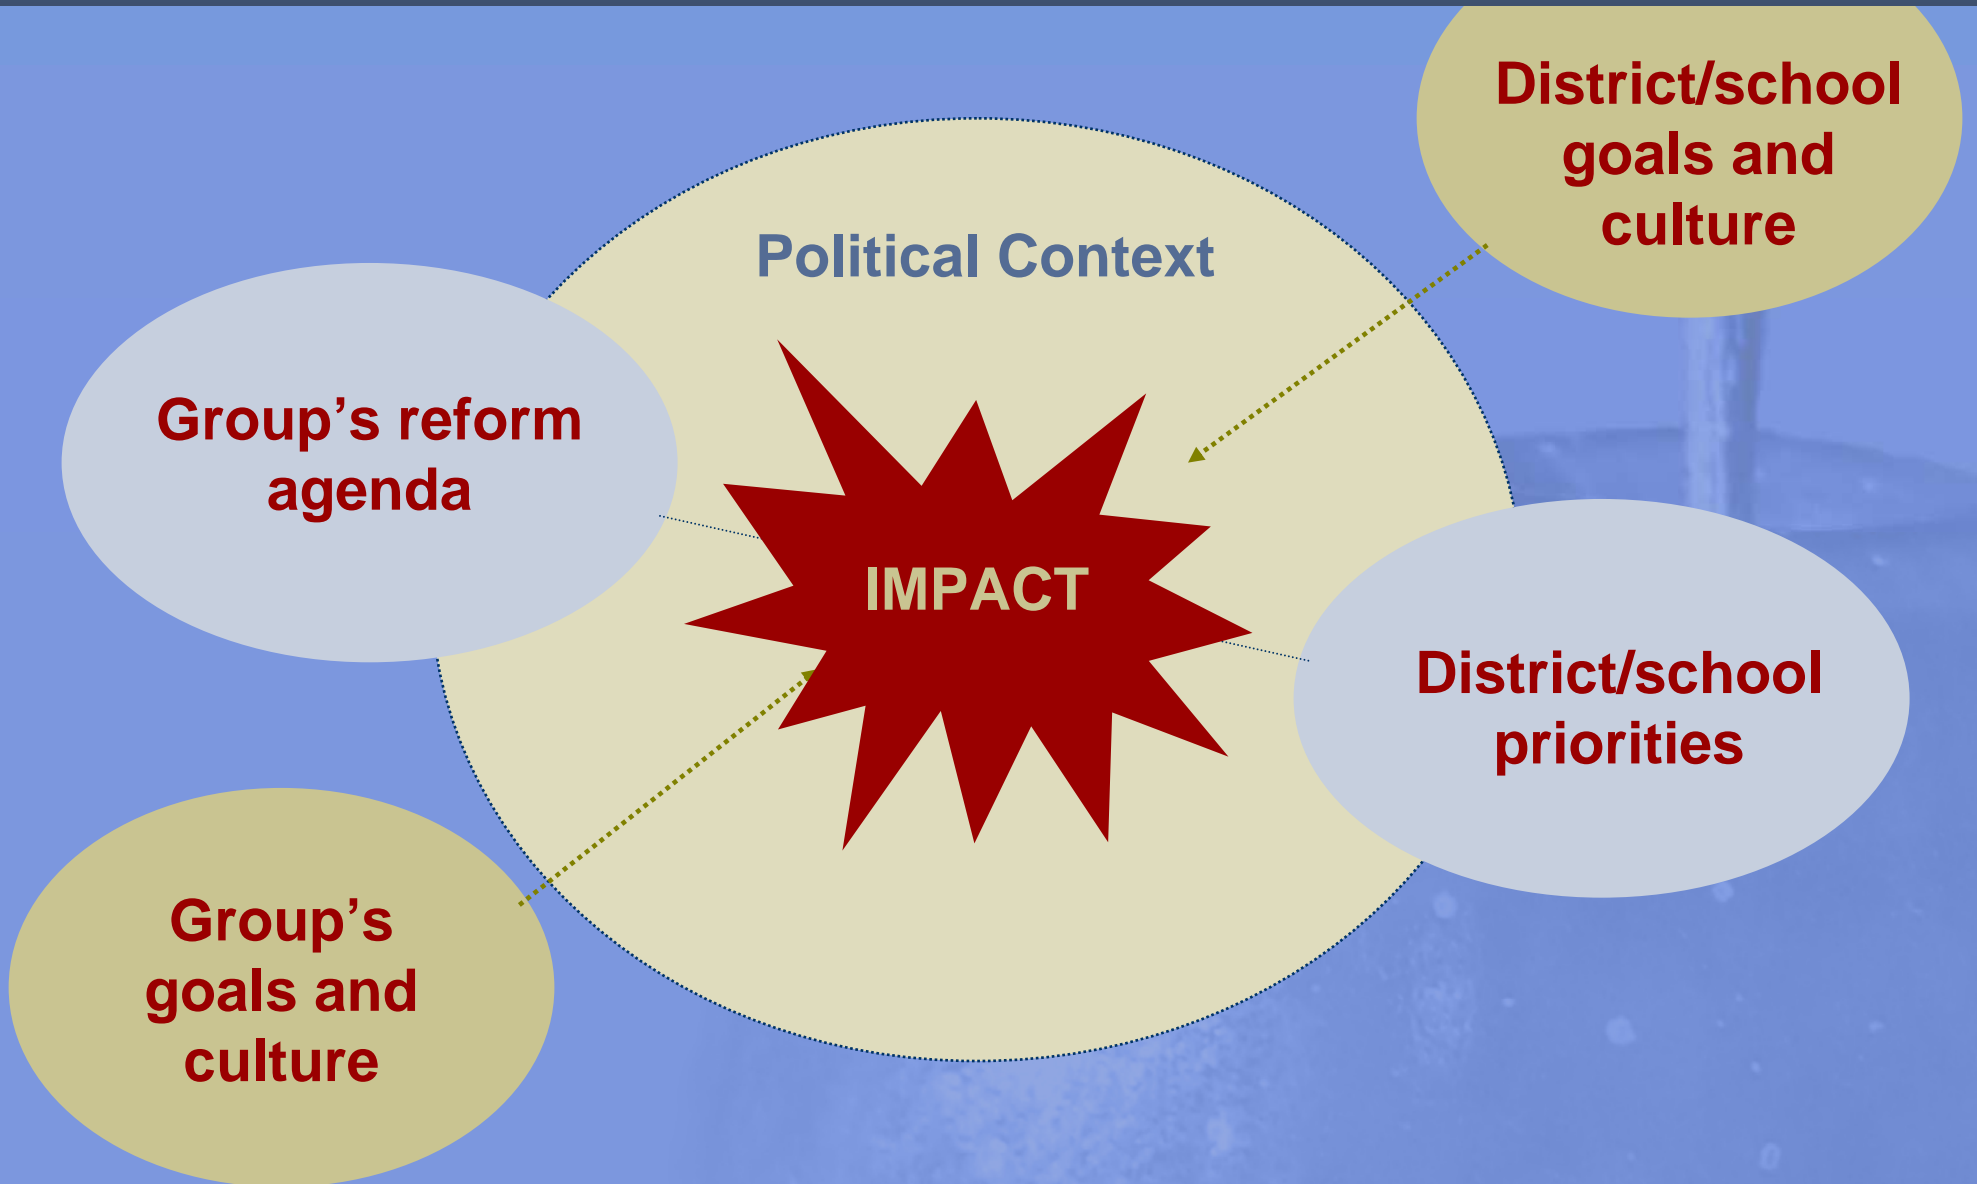 District/school
goals and
culture
Political Context
Group’s reform
agenda
IMPACT
District/school
priorities
Group’s
goals and
culture